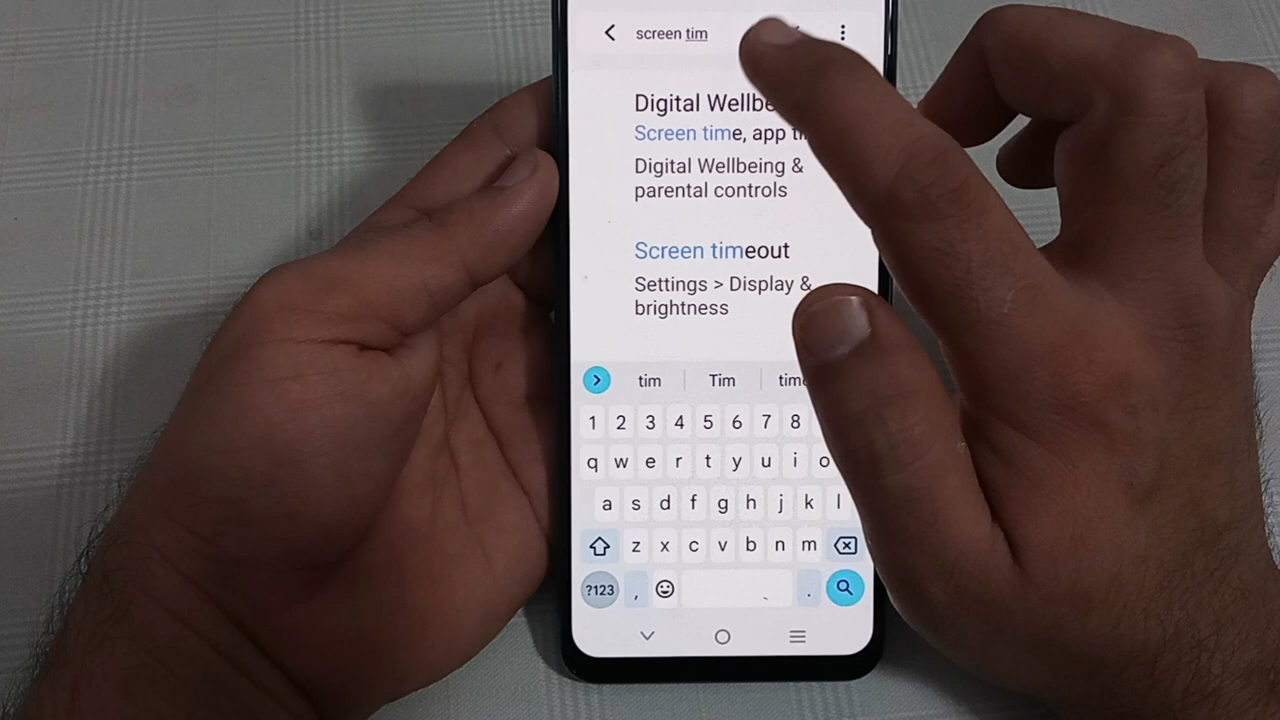 screen tim
Digital Wellbe
Screen time, app ti
Digital Wellbeing &
parental controls
Screen timeout
Settings > Display &
brightness
tim Tim time
1 2 3 4 5 6 7 8
q w e r t y u i o
a s d f g h j k l
z x c v b n m
?123 , .